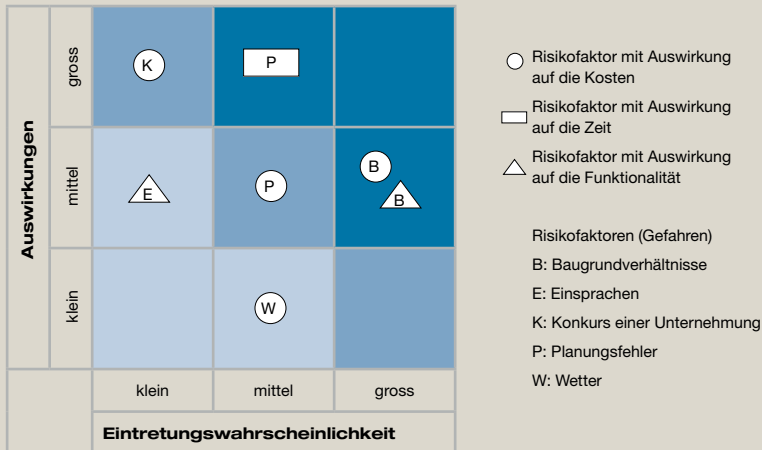 Auswirkungen
gross
K
P
mittel
E
P
B
B
klein
W
klein
mittel
gross
Eintretungswahrscheinlichkeit
Risikofaktor mit Auswirkung
auf die Kosten
Risikofaktor mit Auswirkung
auf die Zeit
Risikofaktor mit Auswirkung
auf die Funktionalität
Risikofaktoren (Gefahren)
B: Baugrundverhältnisse
E: Einsprachen
K: Konkurs einer Unternehmung
P: Planungsfehler
W: Wetter